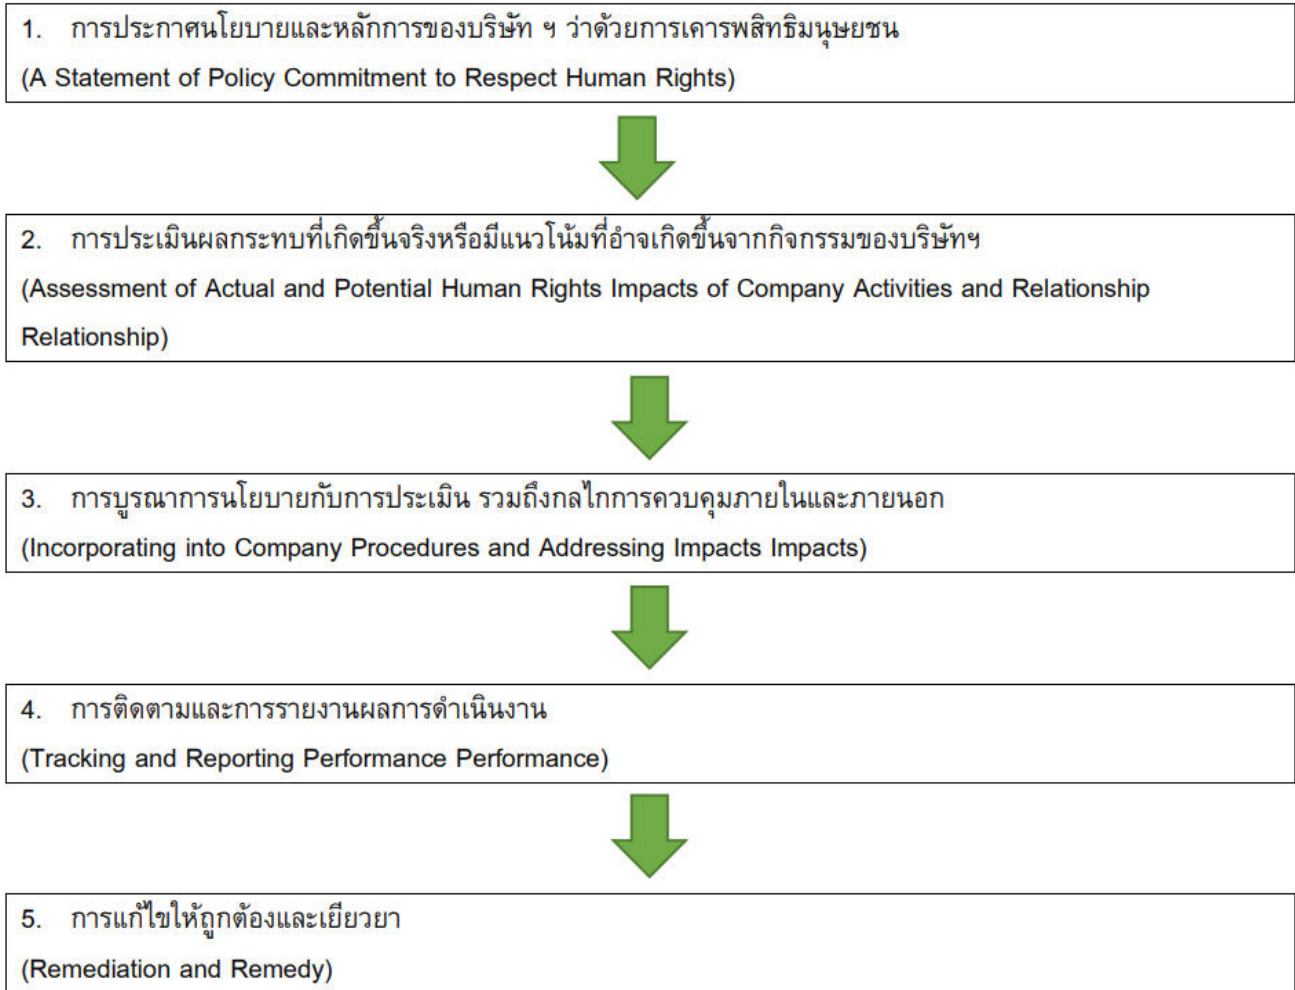 1. การประกาศนโยบายและหลักการของบริษัท ฯ ว่าด้วยการเคารพสิทธิมนุษยชน
(A Statement of Policy Commitment to Respect Human Rights)
2. การประเมินผลกระทบที่เกิดขึ้นจริงหรือมีแนวโน้มที่อำจเกิดขึ้นจากกิจกรรมของบริษัทฯ
(Assessment of Actual and Potential Human Rights Impacts of Company Activities and Relationship
Relationship)
3. การบูรณาการนโยบายกับการประเมิน รวมถึงกลไกการควบคุมภายในและภายนอก
(Incorporating into Company Procedures and Addressing Impacts Impacts)
4. การติดตามและการรายงานผลการดำเนินงาน
(Tracking and Reporting Performance Performance)
5. การแก้ไขให้ถูกต้องและเยียวยา
(Remediation and Remedy)